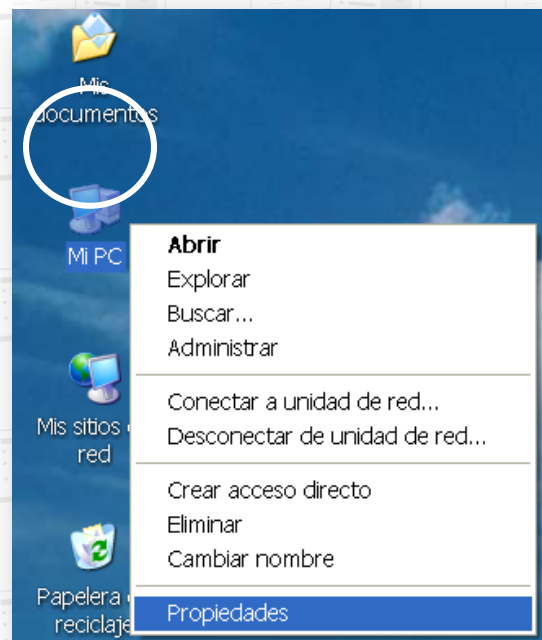 Mis
documentos
Mi PC
Abrir
Explorar
Buscar...
Administrar
Conectar a unidad de red...
Desconectar de unidad de red...
Crear acceso directo
Eliminar
Cambiar nombre
Propiedades
Mis sitios
red
Papelera
reciclaje